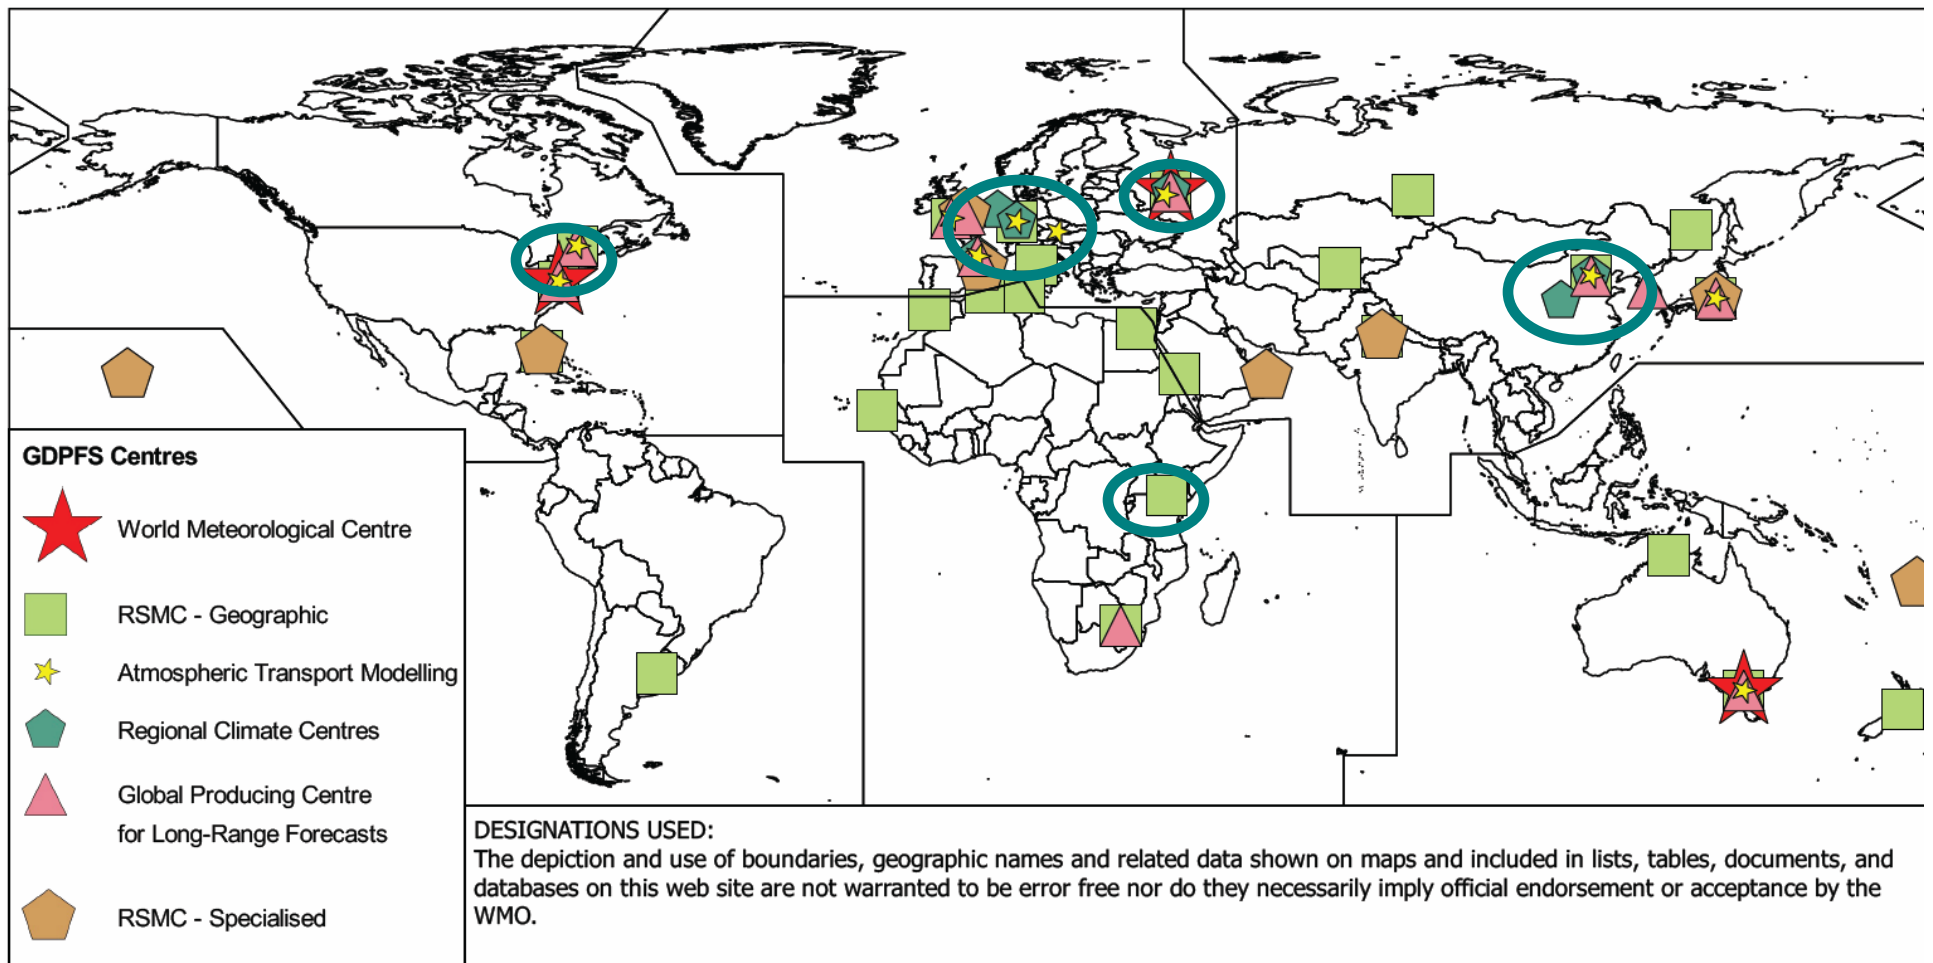 GDPFS Centres
World Meteorological Centre
RSMC - Geographic
Atmospheric Transport Modelling
Regional Climate Centres
Global Producing Centre
for Long-Range Forecasts
RSMC - Specialised
DESIGNATIONS USED:
The depiction and use of boundaries, geographic names and related data shown on maps and included in lists, tables, documents, and
databases on this web site are not warranted to be error free nor do they necessarily imply official endorsement or acceptance by the
WMO.